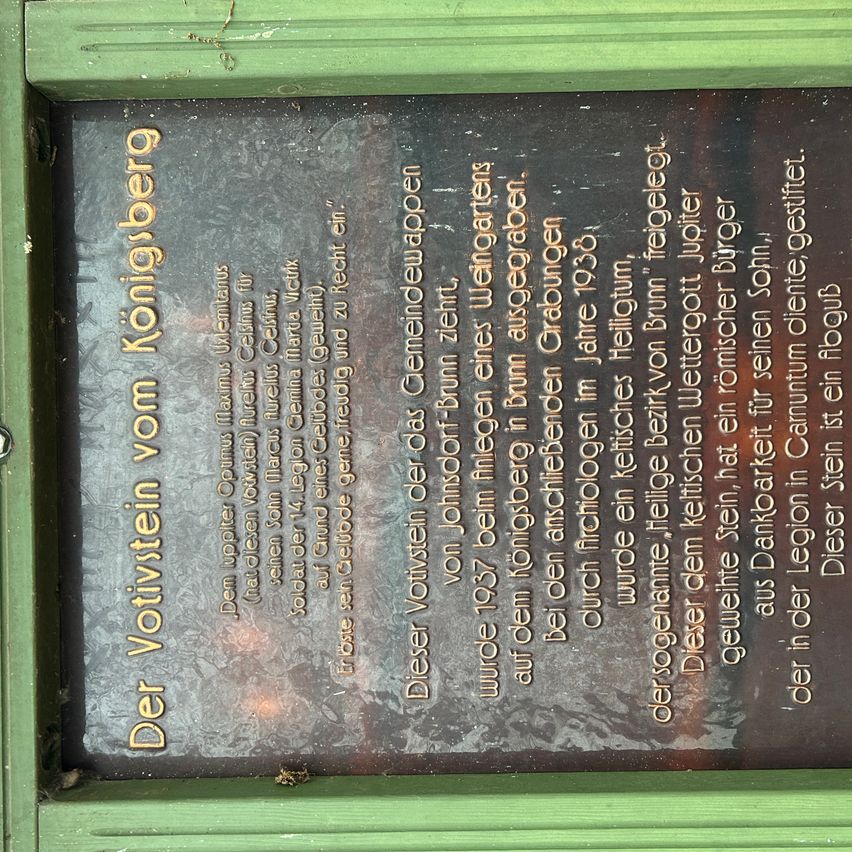 Der Votivstein vom Königsberg
„Dem Iuppiter Optimus Maximus Uxlemitanus
(hat diesen Votivstein) Aurelius Celsinus für
seinen Sohn Marcus Aurelius Celsinus,
Soldat der 14. Legion Gemina Martia Victrix
auf Grund eines Gelübdes (geweiht).
Er löste sein Gelübde gerne, freudig und zu Recht ein.“
Dieser Votivstein der das Gemeindewappen
von Johnsdorf-Brunn ziehrt,
wurde 1937 beim Anlegen eines Weingartens
auf dem Königsberg in Brunn ausgegraben.
Bei den anschießenden Grabungen,
durch Archiologen im Jahre 1938
wurde ein keltisches Heiligtum,
der sogenannte „Heilige Bezirk von Brunn“ freigelegt.
Dieser dem keltischen Wettergott Jupiter
geweihte Stein, hat ein römischer Bürger
aus Dankbarkeit für seinen Sohn,
der in der Legion in Carnuntum diente, gestiftet.
Dieser Stein ist ein Abguß